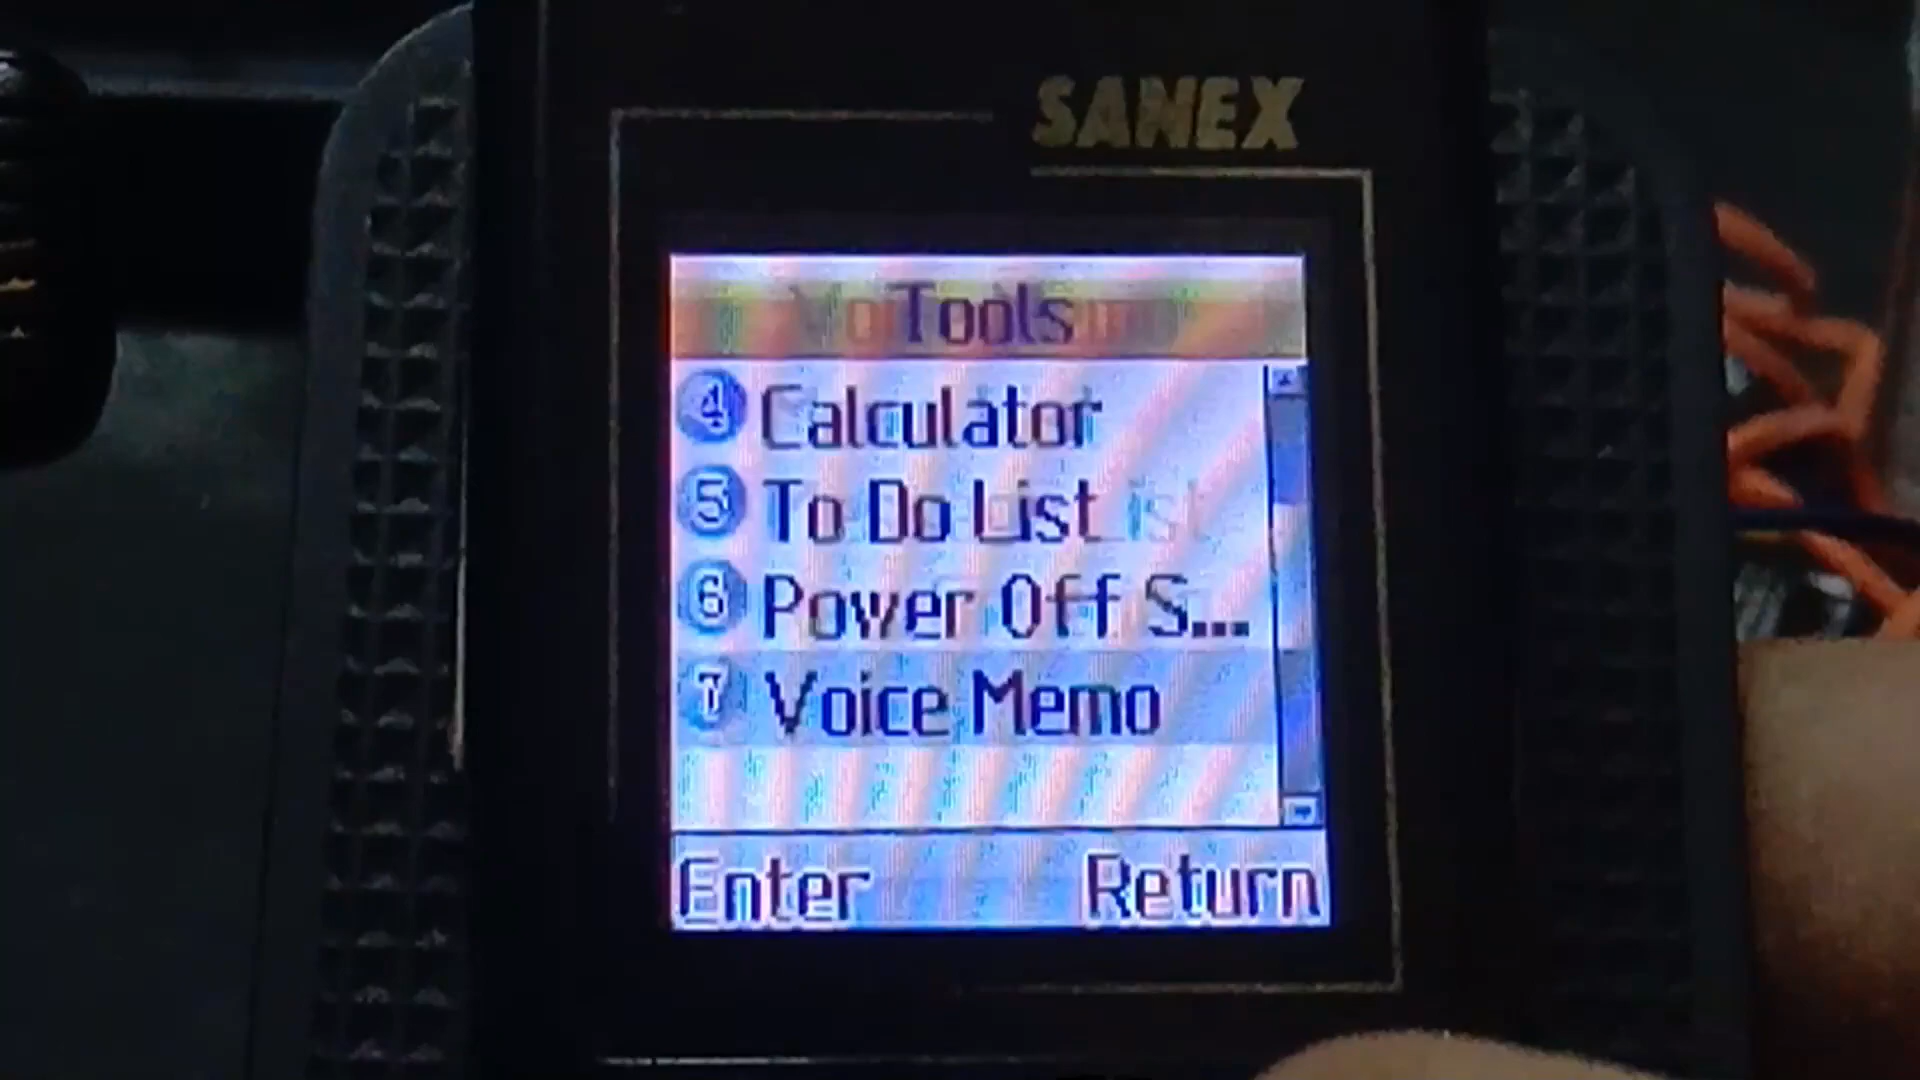 SANEX
Tools
4 Calculator
5 To Do List
6 Power Off S...
7 Voice Memo
Enter Return